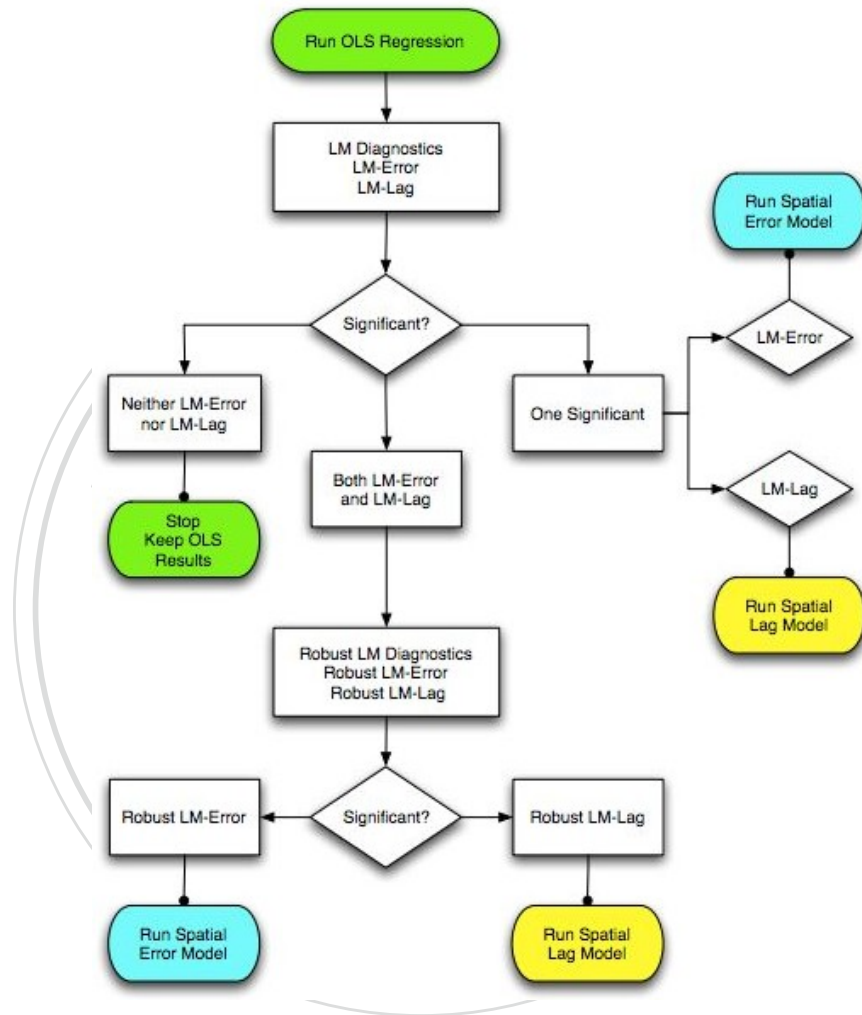 Run OLS Regression
LM Diagnostics
LM-Error
LM-Lag
Run Spatial
Error Model
Significant?
LM-Error
Neither LM-Error
nor LM-Lag
One Significant
Both LM-Error
and LM-Lag
LM-Lag
Stop
Keep OLS
Results
Run Spatial
Lag Model
Robust LM Diagnostics
Robust LM-Error
Robust LM-Lag
Robust LM-Error
Significant?
Robust LM-Lag
Run Spatial
Error Model
Run Spatial
Lag Model